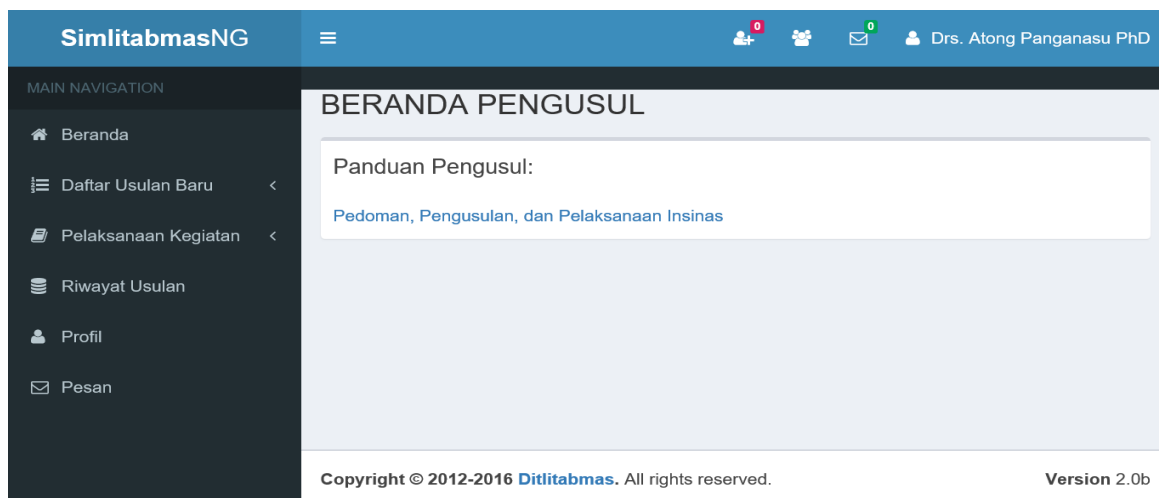 SimlitabmasNG
0
0
Drs. Atong Panganasu PhD
MAIN NAVIGATION
Beranda
Daftar Usulan Baru
Pelaksanaan Kegiatan
Riwayat Usulan
Profil
Pesan
BERANDA PENGUSUL
Panduan Pengusul:
Pedoman, Pengusulan, dan Pelaksanaan Insinas
Copyright © 2012-2016 Ditlitabmas. All rights reserved.
Version 2.0b